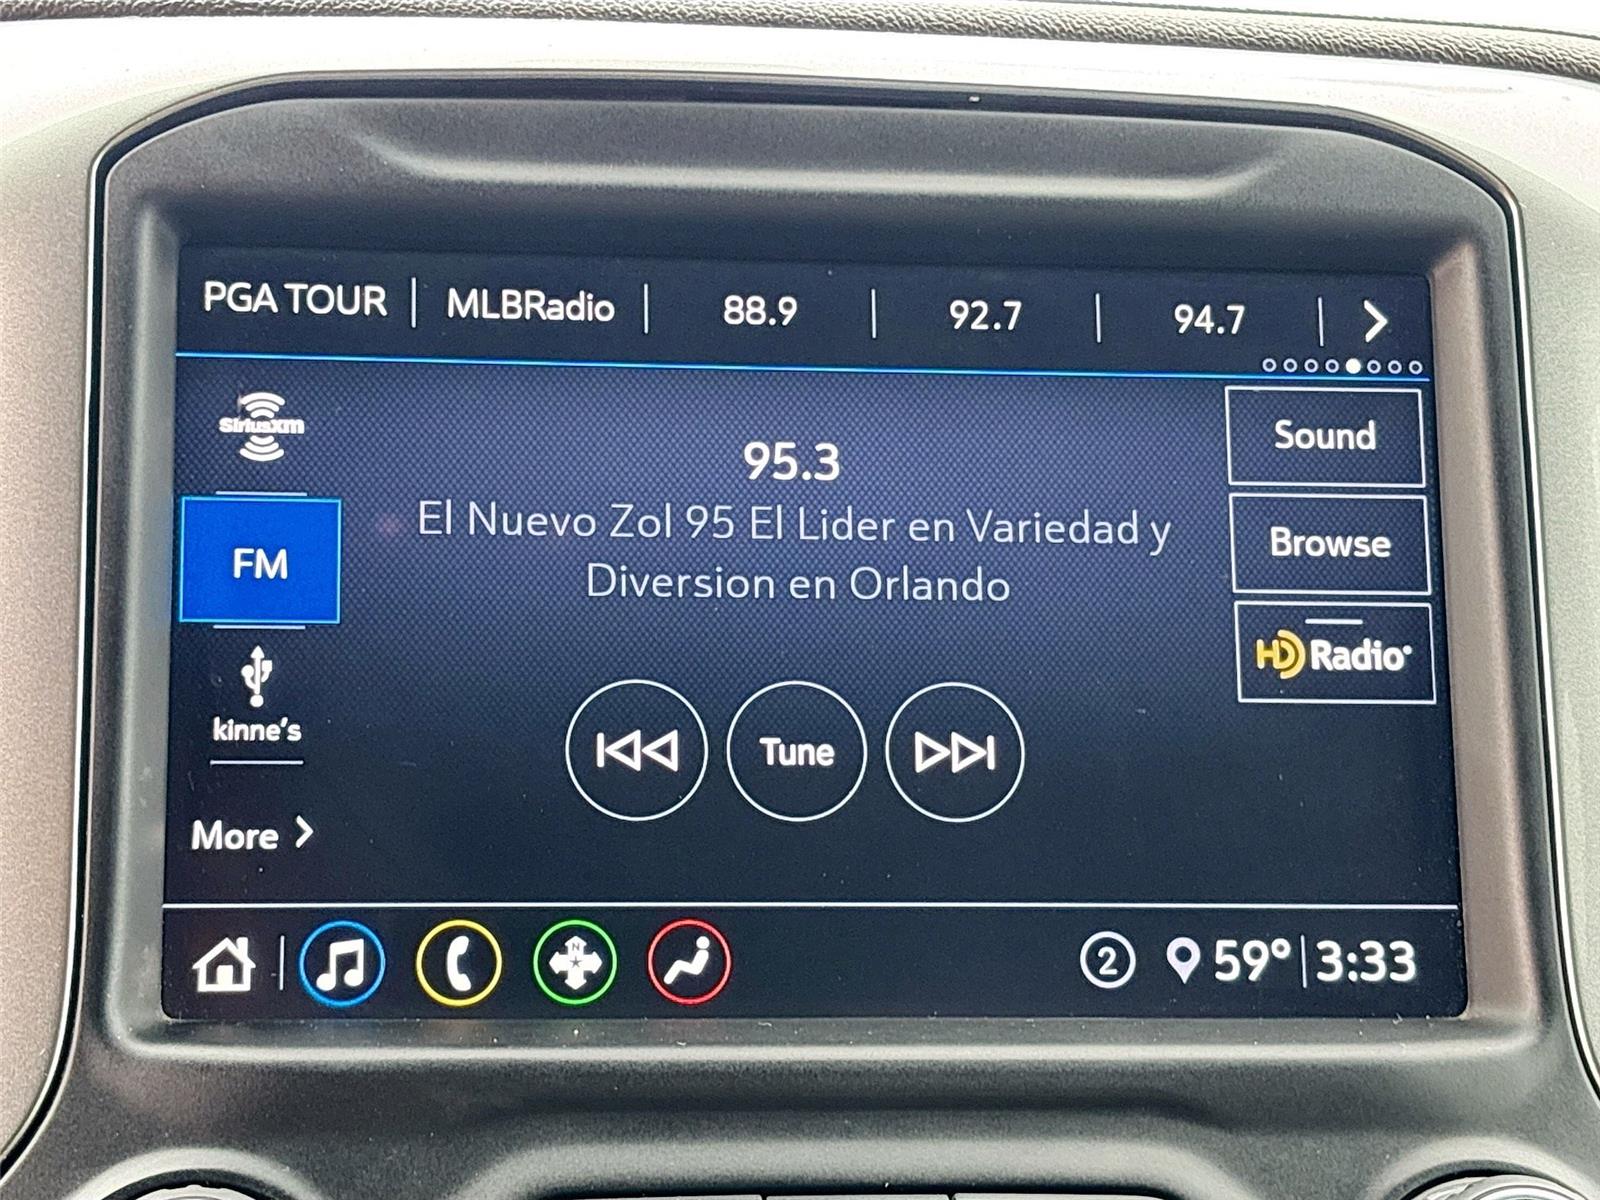 PGA TOUR MLBRadio 88.9 92.7 94.7
SiriusXM
Sound
95.3
El Nuevo Zol 95 El Lider en Variedad y
Diversion en Orlando
FM
Browse
HD Radio
kinne's
Tune
More
N
2 59° 3:33